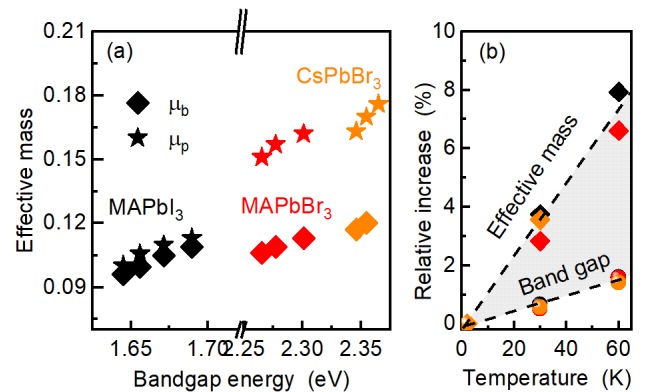 0.21
0.18
0.15
0.12
0.09
Effective mass
(a)
μb
μp
MAPbI3
MAPbBr3
CsPbBr3
1.65
1.70
2.25
2.30
2.35
Bandgap energy (eV)
10
8
6
4
2
0
Relative increase (%)
(b)
Effective mass
Band gap
0
20
40
60
Temperature (K)